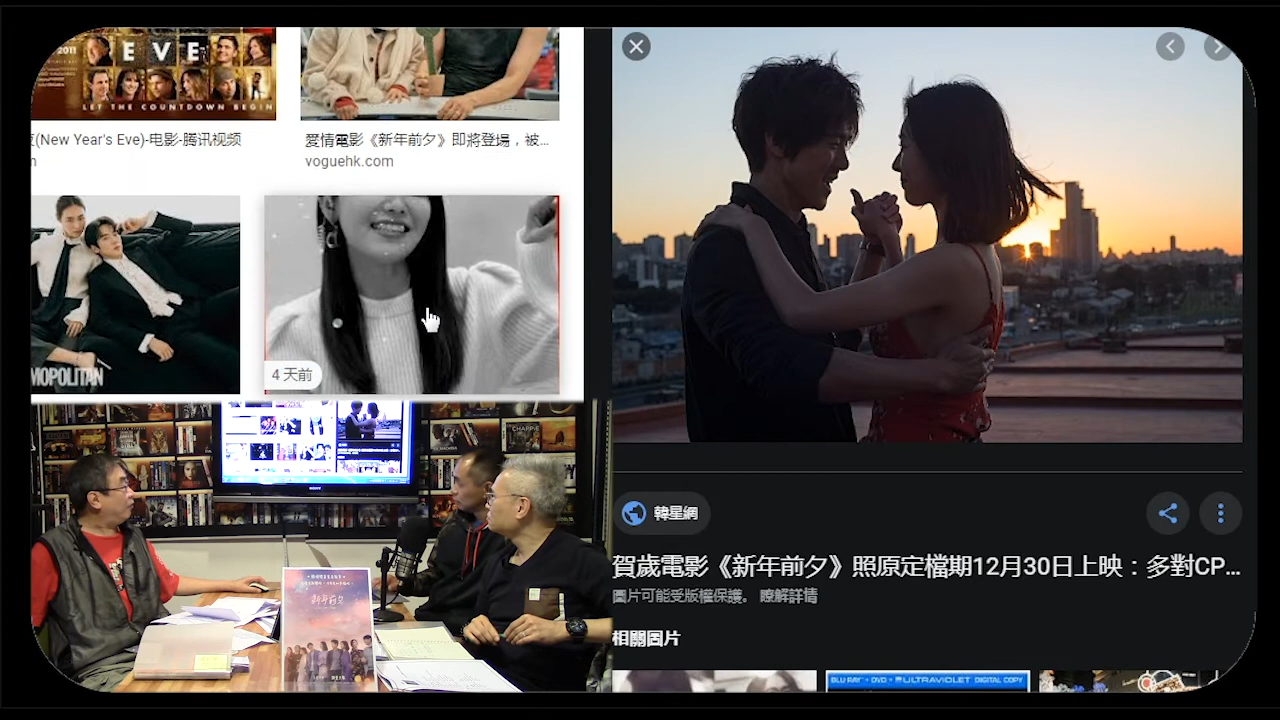 2011
EVE
LET THE COUNTDOWN BEGIN
(New Year's Eve)-电影-腾讯视频
愛情電影《新年前夕》即將登場，被...
voguehk.com
MOPOLITAN
4 天前
SONY
CHAPPIE
新年前夕
韓星網
賀歲電影《新年前夕》照原定檔期12月30日上映：多對CP...
圖片可能受版權保護。 瞭解詳情
相關圖片
BLU-RAY + DVD + ULTRAVIOLET DIGITAL COPY